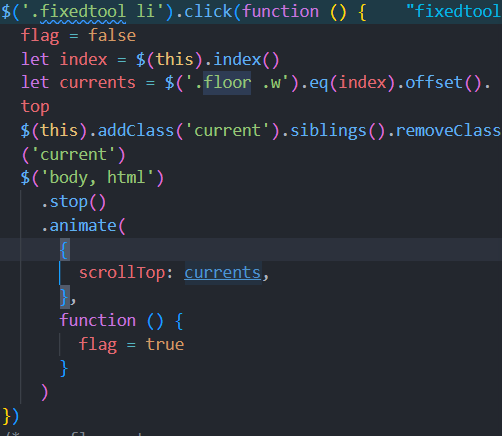 $('.fixedtool li').click(function () {    "fixedtool
flag = false
let index = $(this).index()
let currents = $('.floor .w').eq(index).offset().
top
$(this).addClass('current').siblings().removeClass
('current')
$('body, html')
.stop()
.animate(
{
scrollTop: currents,
},
function () {
flag = true
}
)
})